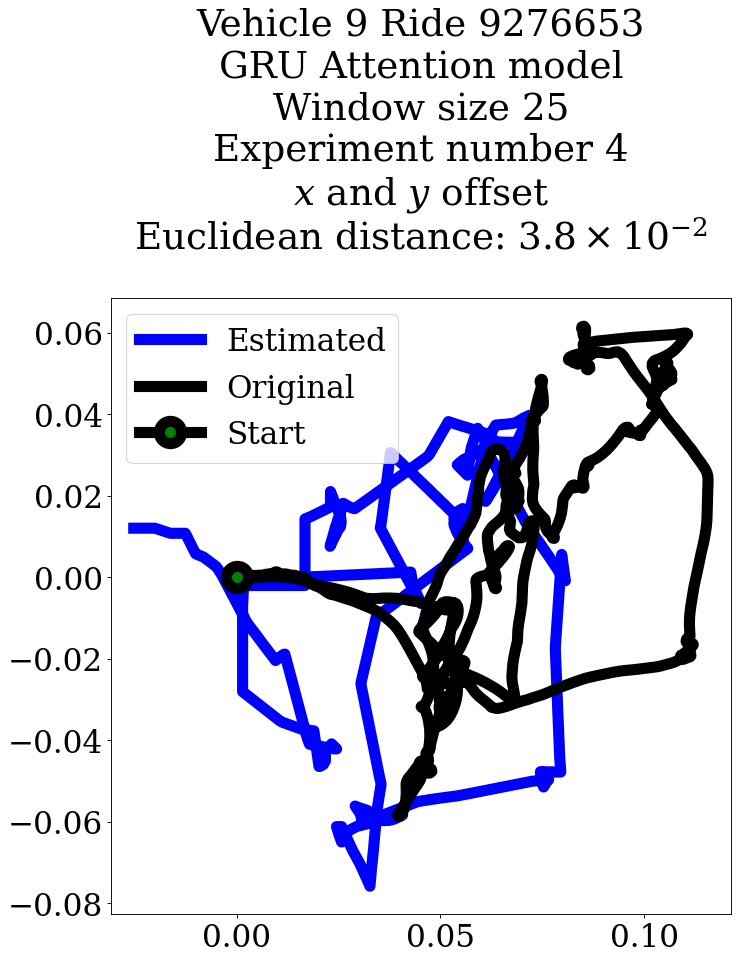 Vehicle 9 Ride 9276653
GRU Attention model
Window size 25
Experiment number 4
x and y offset
Euclidean distance: 3.8 × 10⁻²
Estimated
Original
Start
0.06
0.04
0.02
0.00
−0.02
−0.04
−0.06
−0.08
0.00 0.05 0.10